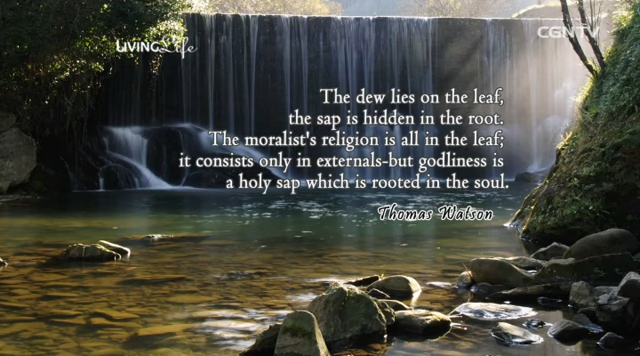 LIVING Life
CGNTV
The dew lies on the leaf,
the sap is hidden in the root.
The moralist's religion is all in the leaf;
it consists only in externals-but godliness is
a holy sap which is rooted in the soul.
Thomas Watson